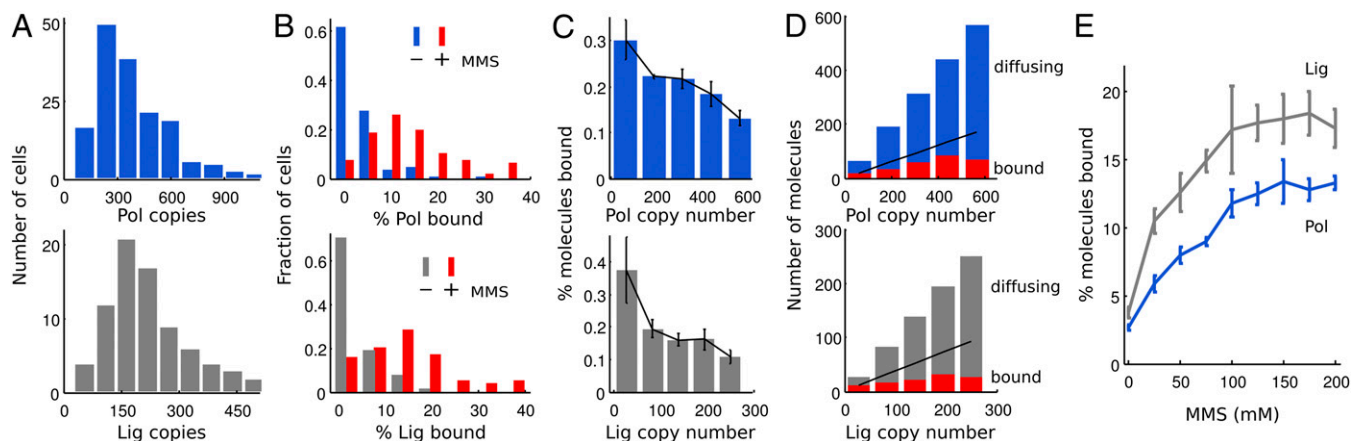 A
50
25
0
0
300
600
900
Pol copies
20
10
0
0
150
300
450
Lig copies
Number of cells
B
0.6
0.4
0.2
0
0
10
20
30
40
− + MMS
% Pol bound
0.6
0.4
0.2
0
0
10
20
30
40
− + MMS
% Lig bound
Fraction of cells
C
0.3
0.2
0.1
0
0
200
400
600
Pol copy number
0.4
0.3
0.2
0.1
0
0
100
200
300
Lig copy number
% molecules bound
D
600
400
200
0
0
200
400
600
diffusing
bound
Pol copy number
300
200
100
0
0
100
200
300
diffusing
bound
Lig copy number
Number of molecules
E
20
15
10
5
0
0
50
100
150
200
Lig
Pol
MMS (mM)
% molecules bound